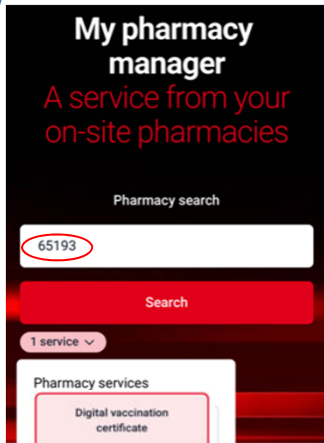 My pharmacy
manager
A service from your
on-site pharmacies
Pharmacy search
65193
Search
1 service
Pharmacy services
Digital vaccination
certificate